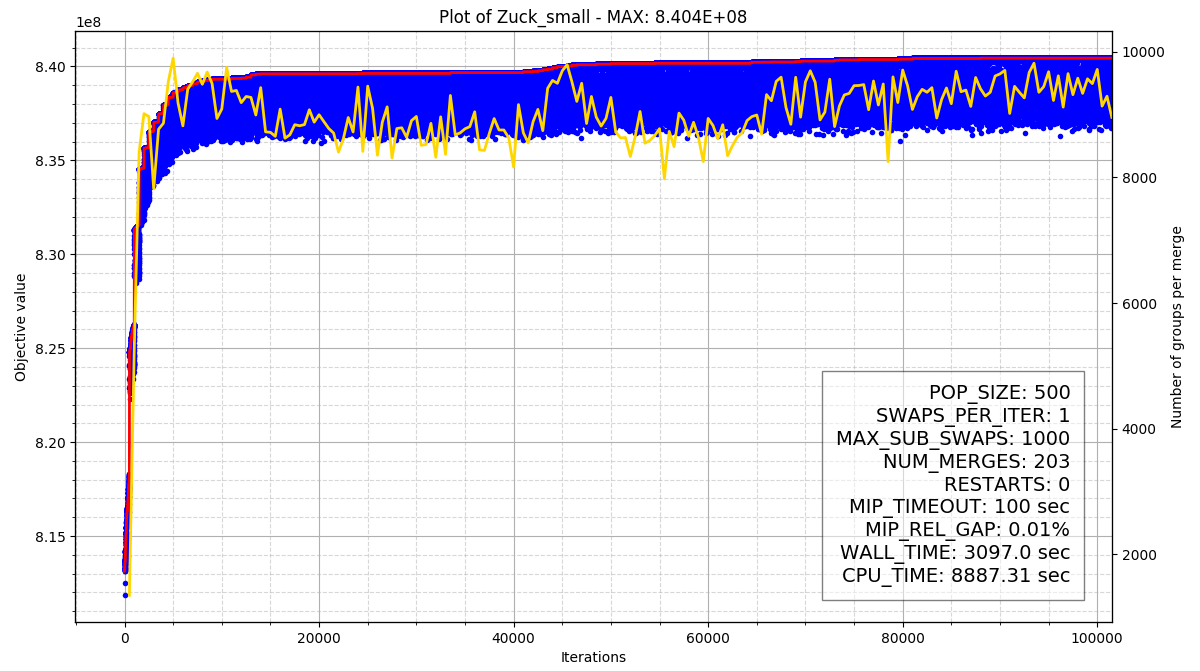 Plot of Zuck_small - MAX: 8.404E+08
1e8
8.40
8.35
8.30
8.25
8.20
8.15
Objective value
10000
8000
6000
4000
2000
Number of groups per merge
POP_SIZE: 500
SWAPS_PER_ITER: 1
MAX_SUB_SWAPS: 1000
NUM_MERGES: 203
RESTARTS: 0
MIP_TIMEOUT: 100 sec
MIP_REL_GAP: 0.01%
WALL_TIME: 3097.0 sec
CPU_TIME: 8887.31 sec
0 20000 40000 60000 80000 100000
Iterations